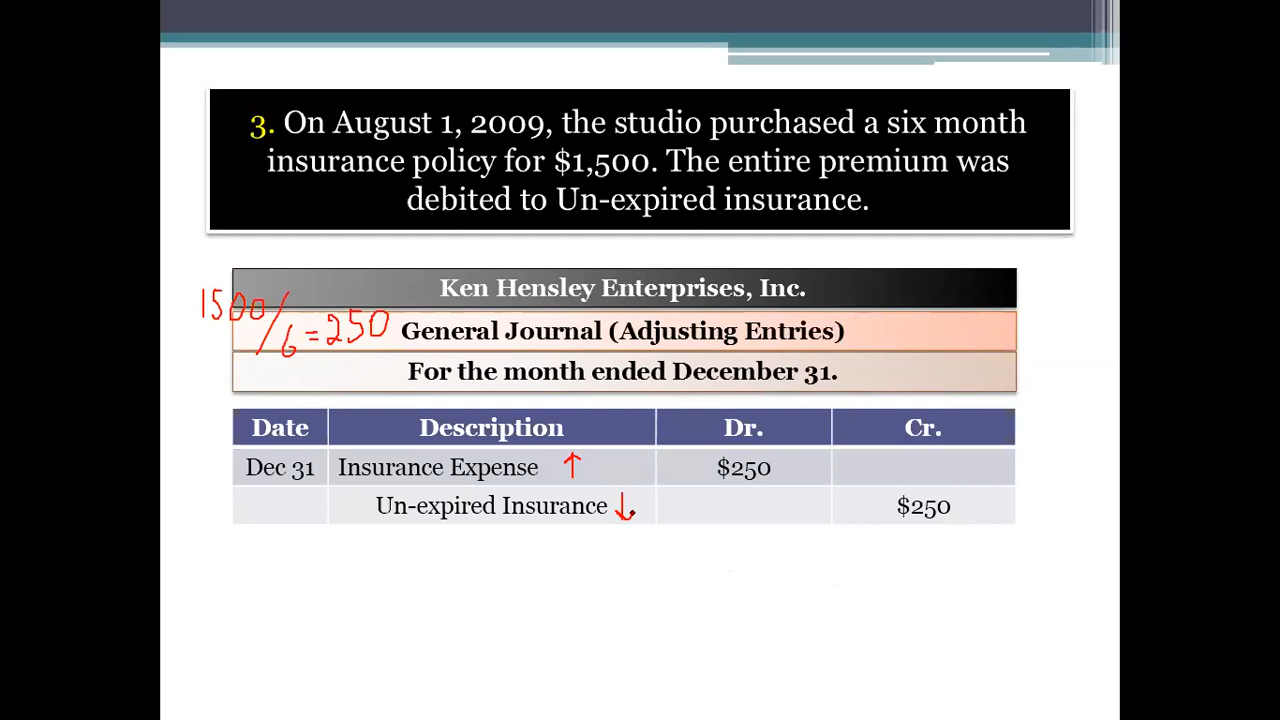 3. On August 1, 2009, the studio purchased a six month
insurance policy for $1,500. The entire premium was
debited to Un-expired insurance.
Ken Hensley Enterprises, Inc.
1500/6=250
General Journal (Adjusting Entries)
For the month ended December 31.
Date Description Dr. Cr.
Dec 31 Insurance Expense ↑ $250
Un-expired Insurance ↓ $250